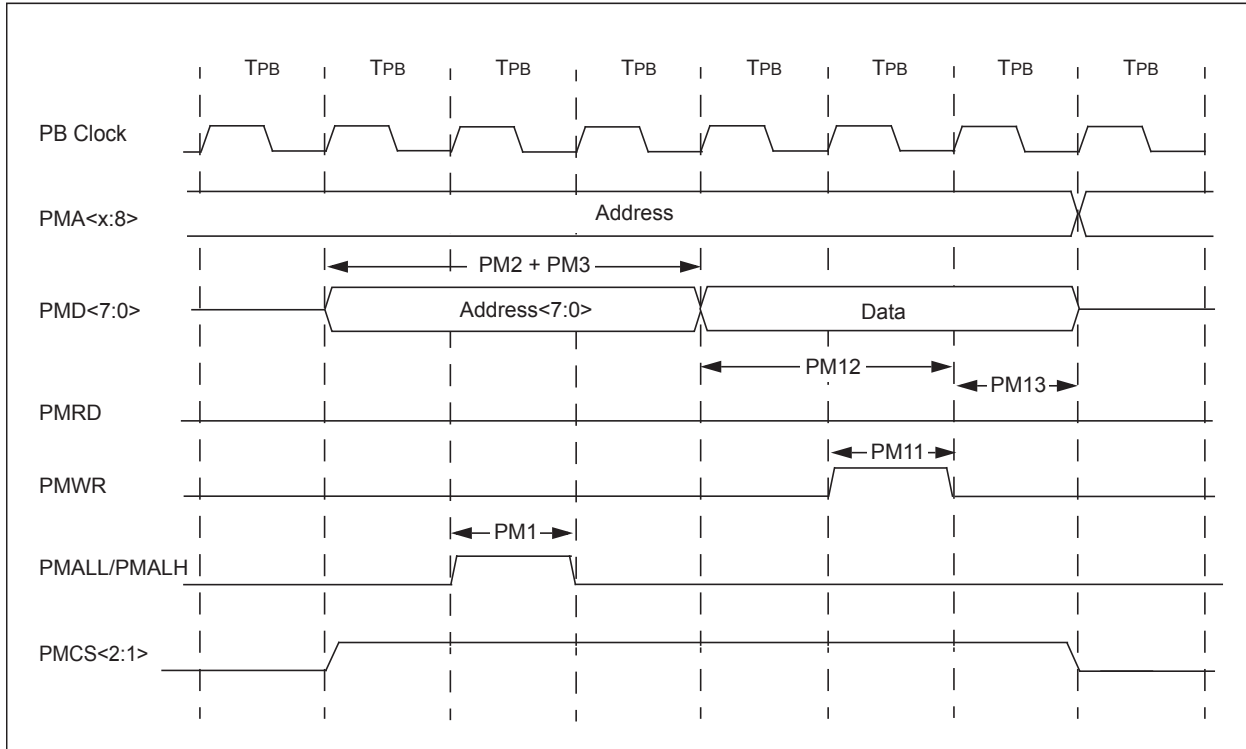 TPB TPB TPB TPB TPB TPB TPB TPB
PB Clock
PMA<x:8>
Address
PM2 + PM3
PMD<7:0>
Address<7:0>
Data
PM12
PM13
PMRD
PM11
PMWR
PM1
PMALL/PMALH
PMCS<2:1>